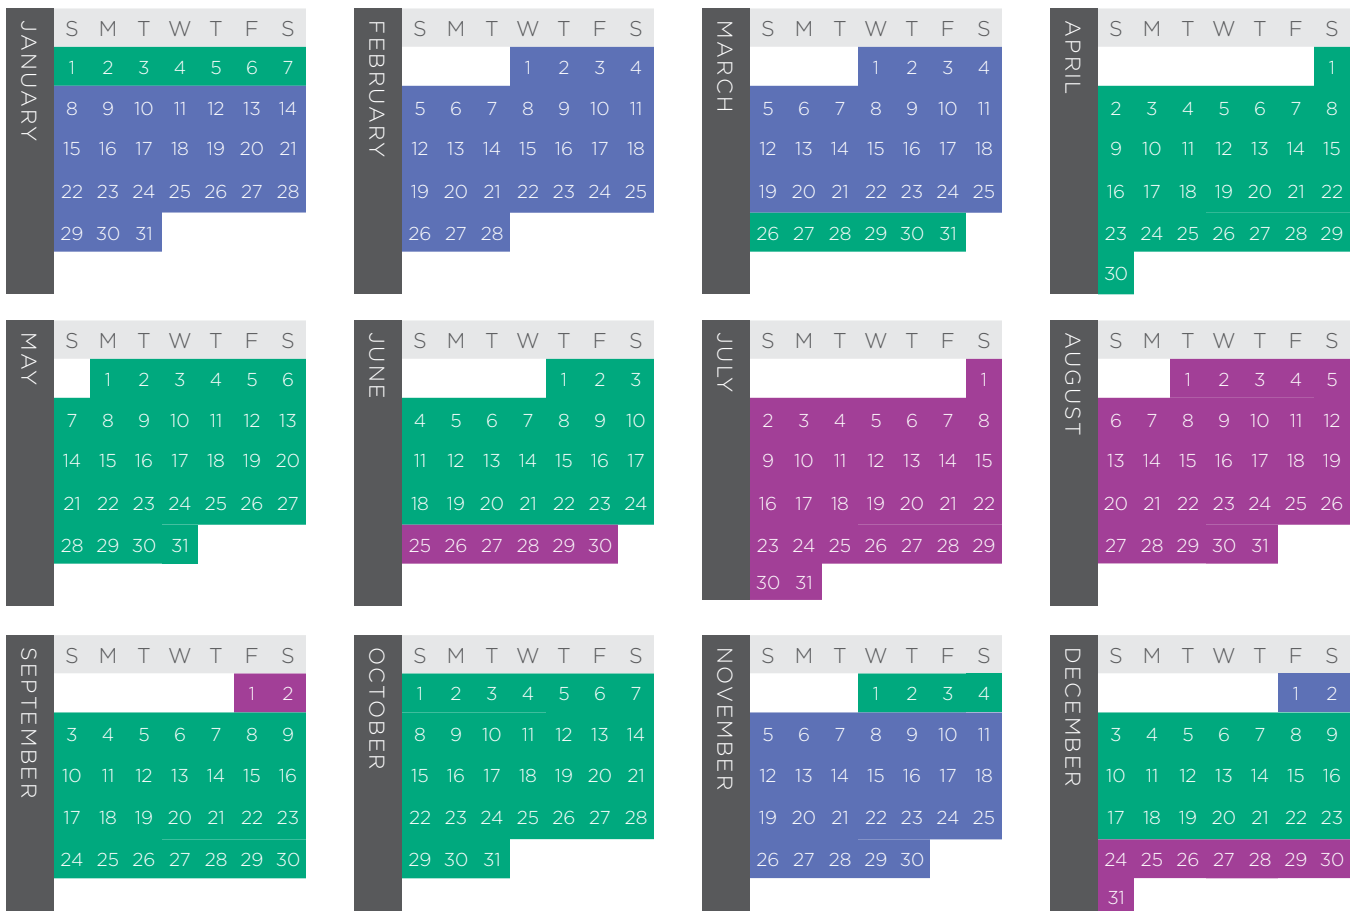 JANUARY
S M T W T F S
1 2 3 4 5 6 7
8 9 10 11 12 13 14
15 16 17 18 19 20 21
22 23 24 25 26 27 28
29 30 31
FEBRUARY
S M T W T F S
1 2 3 4
5 6 7 8 9 10 11
12 13 14 15 16 17 18
19 20 21 22 23 24 25
26 27 28
MARCH
S M T W T F S
1 2 3 4
5 6 7 8 9 10 11
12 13 14 15 16 17 18
19 20 21 22 23 24 25
26 27 28 29 30 31
APRIL
S M T W T F S
1
2 3 4 5 6 7 8
9 10 11 12 13 14 15
16 17 18 19 20 21 22
23 24 25 26 27 28 29
30
MAY
S M T W T F S
1 2 3 4 5 6
7 8 9 10 11 12 13
14 15 16 17 18 19 20
21 22 23 24 25 26 27
28 29 30 31
JUNE
S M T W T F S
1 2 3
4 5 6 7 8 9 10
11 12 13 14 15 16 17
18 19 20 21 22 23 24
25 26 27 28 29 30
JULY
S M T W T F S
1
2 3 4 5 6 7 8
9 10 11 12 13 14 15
16 17 18 19 20 21 22
23 24 25 26 27 28 29
30 31
AUGUST
S M T W T F S
1 2 3 4 5
6 7 8 9 10 11 12
13 14 15 16 17 18 19
20 21 22 23 24 25 26
27 28 29 30 31
SEPTEMBER
S M T W T F S
1 2
3 4 5 6 7 8 9
10 11 12 13 14 15 16
17 18 19 20 21 22 23
24 25 26 27 28 29 30
OCTOBER
S M T W T F S
1 2 3 4 5 6 7
8 9 10 11 12 13 14
15 16 17 18 19 20 21
22 23 24 25 26 27 28
29 30 31
NOVEMBER
S M T W T F S
1 2 3 4
5 6 7 8 9 10 11
12 13 14 15 16 17 18
19 20 21 22 23 24 25
26 27 28 29 30
DECEMBER
S M T W T F S
1 2
3 4 5 6 7 8 9
10 11 12 13 14 15 16
17 18 19 20 21 22 23
24 25 26 27 28 29 30
31